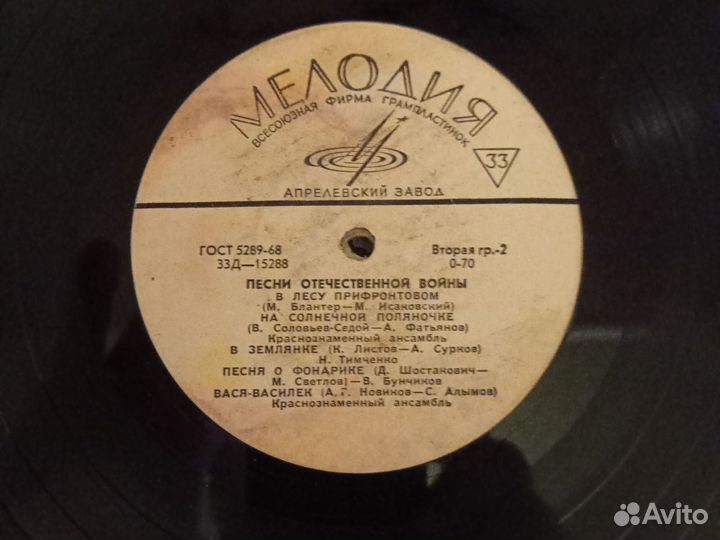 МЕЛОДИЯ
ВСЕСОЮЗНАЯ ФИРМА ГРАМПЛАСТИНОК
33
АПРЕЛЕВСКИЙ ЗАВОД
ГОСТ 5289-68 Вторая гр.-2
33Д—15288 0-70
ПЕСНИ ОТЕЧЕСТВЕННОЙ ВОЙНЫ
В ЛЕСУ ПРИФРОНТОВОМ
(М. Блантер—М. Исаковский)
НА СОЛНЕЧНОЙ ПОЛЯНОЧКЕ
(В. Соловьев-Седой—А. Фатьянов)
Краснознаменный ансамбль
В ЗЕМЛЯНКЕ (К. Листов—А. Сурков)
Н. Тимченко
ПЕСНЯ О ФОНАРИКЕ (Д. Шостакович—
М. Светлов)—В. Бунчиков
ВАСЯ-ВАСИЛЕК (А. Г. Новиков—С. Алымов)
Краснознаменный ансамбль
Avito